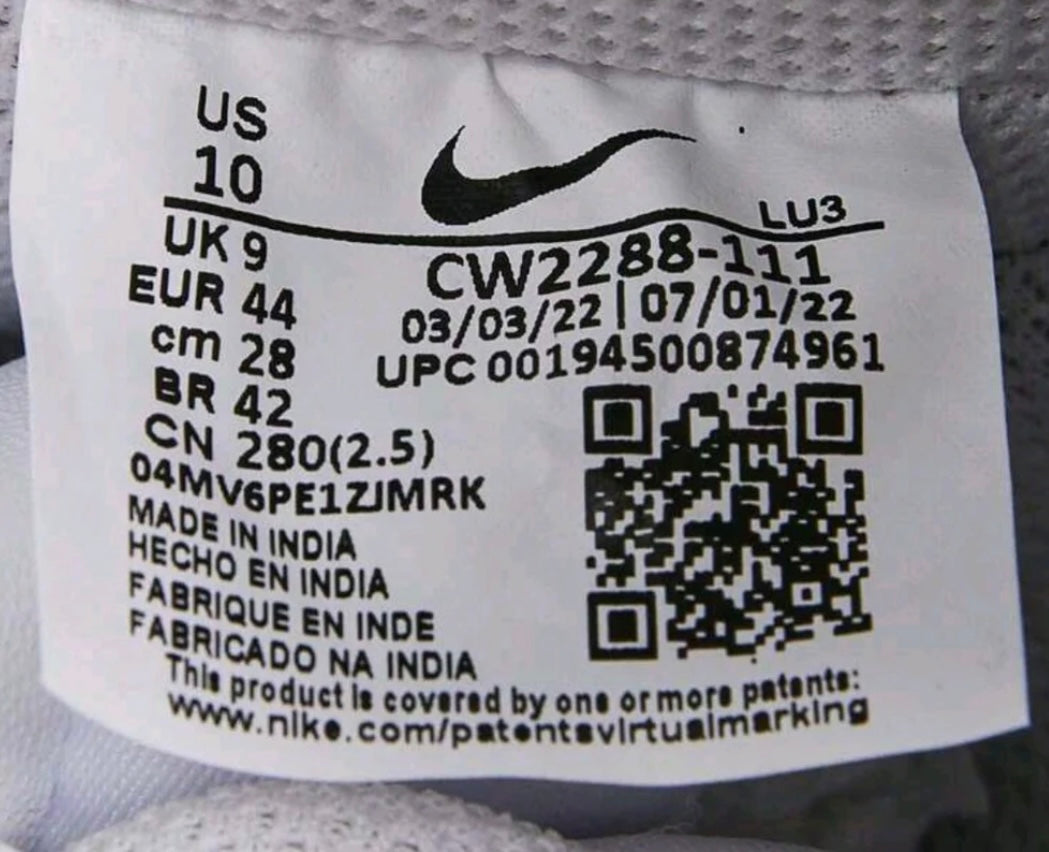 US
10
LU3
UK 9
CW2288-111
EUR 44
03/03/22 | 07/01/22
cm 28
UPC 00194500874961
BR 42
CN 280(2.5)
04MV6PE1ZJMRK
MADE IN INDIA
HECHO EN INDIA
FABRIQUE EN INDE
FABRICADO NA INDIA
This product is covered by one or more patents:
www.nike.com/patentsvirtualmarking